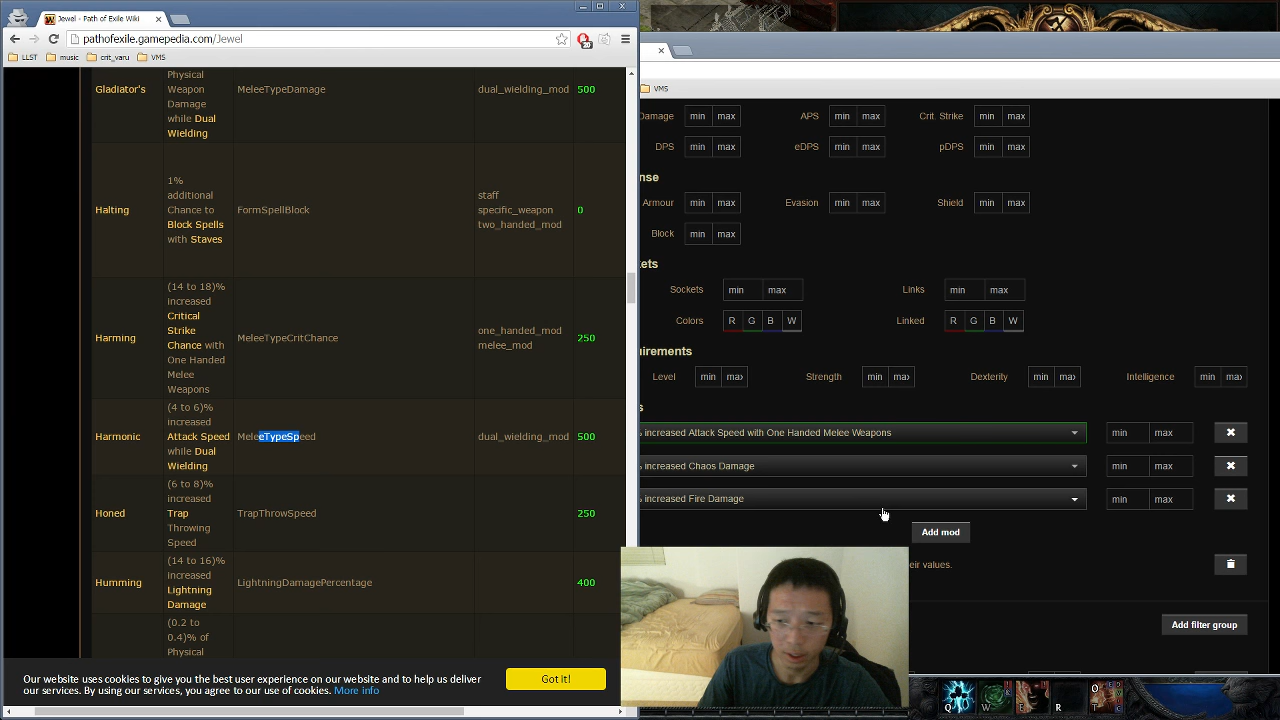 Jewel - Path of Exile Wiki
pathofexile.gamepedia.com/Jewel
20
LLST music crit_varu VMS
Physical
Weapon
Gladiator's Damage MeleeTypeDamage dual_wielding_mod 500
while Dual
Wielding
1%
additional
Chance to
Halting Block Spells FormSpellBlock staff specific_weapon two_handed_mod 0
with Staves
(14 to 18)%
increased
Critical
Strike
Harming Chance with MeleeTypeCritChance one_handed_mod melee_mod 250
One Handed
Melee
Weapons
(4 to 6)%
increased
Harmonic Attack Speed MeleeTypeSpeed dual_wielding_mod 500
while Dual
Wielding
(6 to 8)%
increased
Honed Trap TrapThrowSpeed 250
Throwing
Speed
(14 to 16)%
Humming increased LightningDamagePercentage 400
Lightning
Damage
(0.2 to
0.4)% of
Physical
Our website uses cookies to give you the best user experience on our website and to help us deliver
our services. By using our services, you agree to our use of cookies. More info
Got it!
VMS
Damage min max APS min max Crit. Strike min max
DPS min max eDPS min max pDPS min max
nse
Armour min max Evasion min max Shield min max
Block min max
ets
Sockets min max Links min max
Colors R G B W Linked R G B W
uirements
Level min max Strength min max Dexterity min max Intelligence min max
s
% increased Attack Speed with One Handed Melee Weapons min max
% increased Chaos Damage min max
% increased Fire Damage min max
Add mod
eir values.
Add filter group
Q W E R